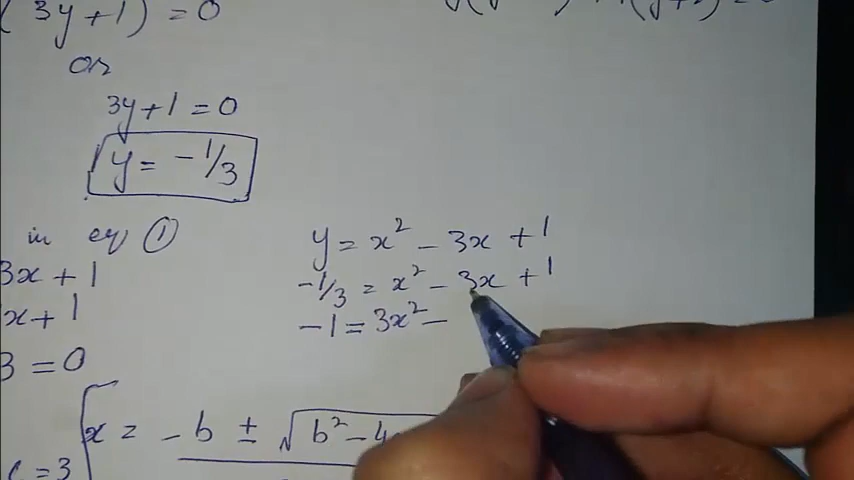 (3y+1) = 0
or
3y+1 = 0
y = -1/3
in eq ①
3x + 1
x + 1
3 = 0
y = x² - 3x + 1
-1/3 = x² - 3x + 1
-1 = 3x² -
x = -b ± √b² - 4
c = 3